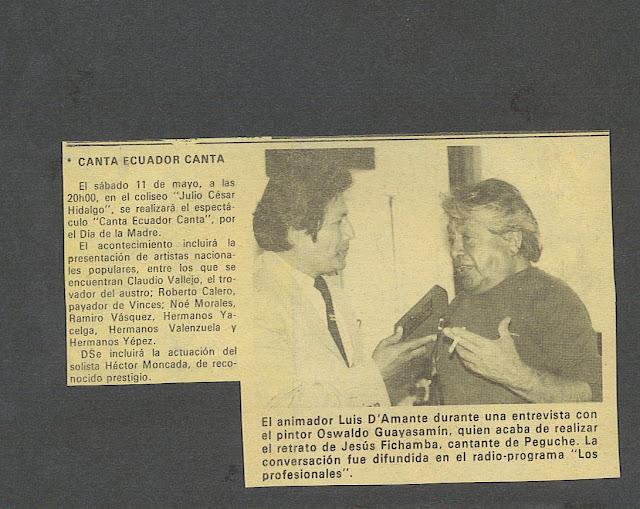 * CANTA ECUADOR CANTA
El sábado 11 de mayo, a las
20h00, en el coliseo "Julio César
Hidalgo", se realizará el espectá-
culo "Canta Ecuador Canta", por
el Día de la Madre.
El acontecimiento incluirá la
presentación de artistas naciona-
les populares, entre los que se
encuentran Claudio Vallejo, el tro-
vador del austro; Roberto Calero,
payador de Vinces; Noé Morales,
Ramiro Vásquez, Hermanos Ya-
celga, Hermanos Valenzuela y
Hermanos Yépez.
DSe incluirá la actuación del
solista Héctor Moncada, de reco-
nocido prestigio.
El animador Luis D'Amante durante una entrevista con
el pintor Oswaldo Guayasamín, quien acaba de realizar
el retrato de Jesús Fichamba, cantante de Peguche. La
conversación fue difundida en el radio-programa "Los
profesionales".